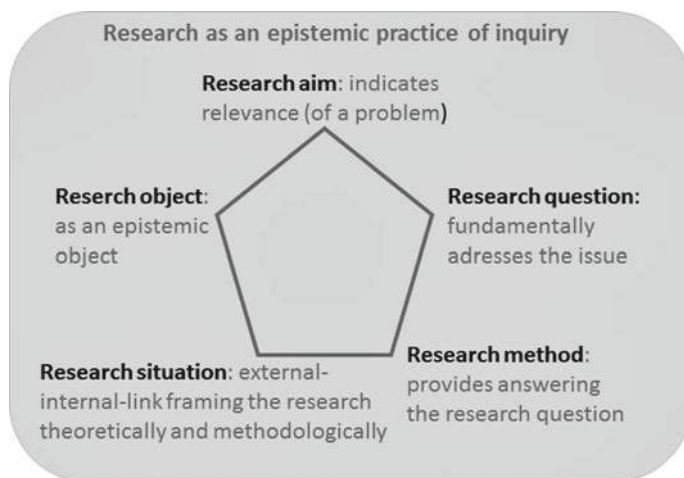 Research as an epistemic practice of inquiry
Research aim: indicates
relevance (of a problem)
Reserch object:
as an epistemic
object
Research question:
fundamentally
adresses the issue
Research situation: external-
internal-link framing the research
theoretically and methodologically
Research method:
provides answering
the research question